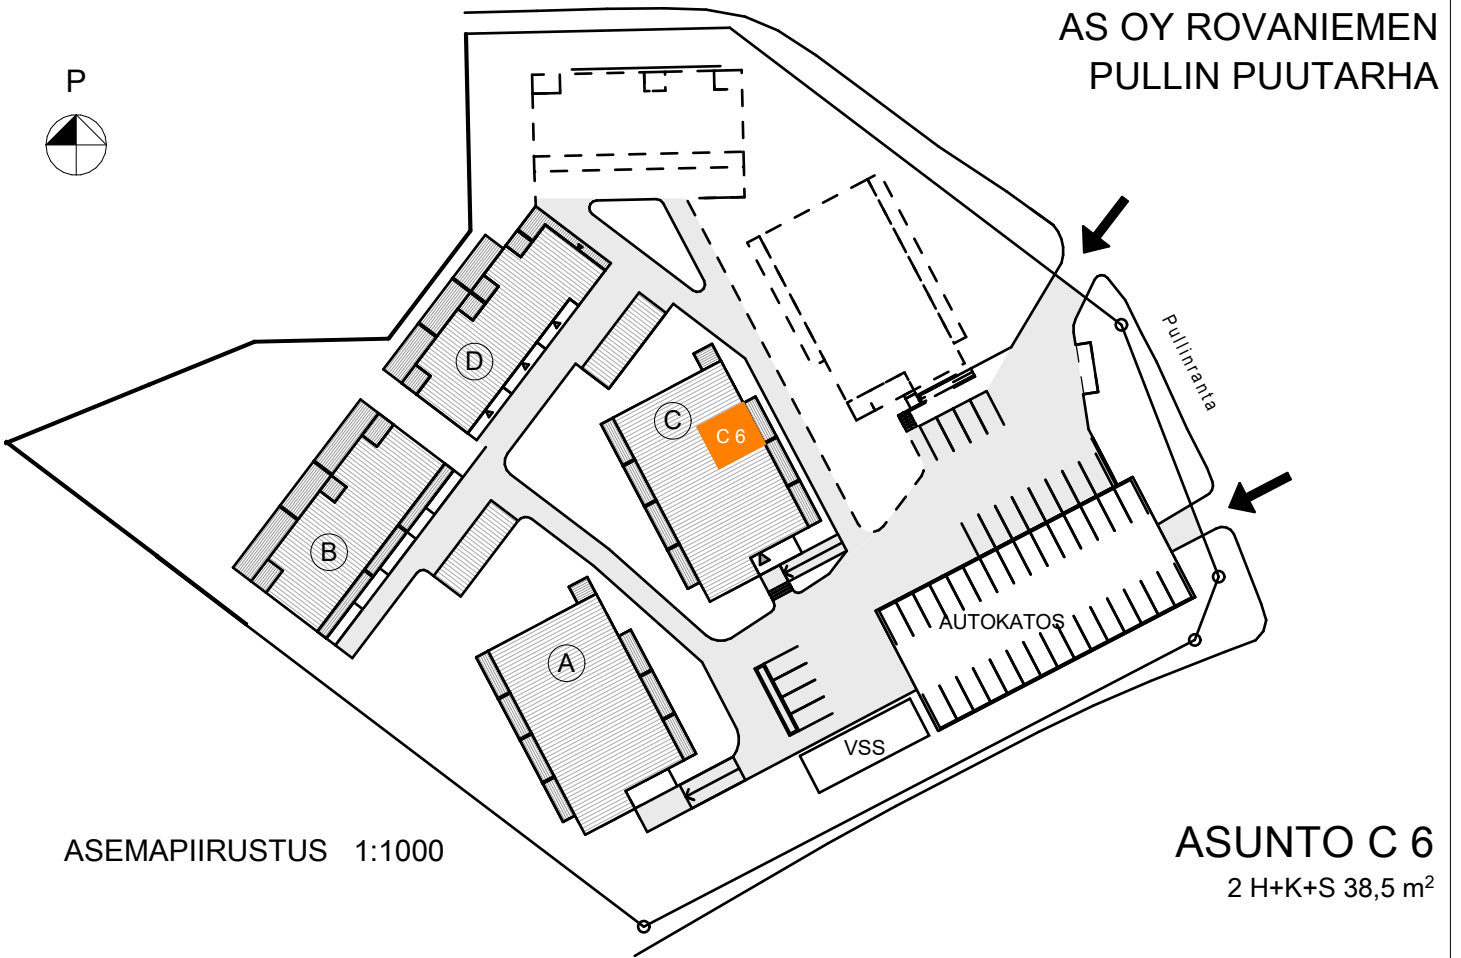 AS OY ROVANIEMEN
PULLIN PUUTARHA
P
Pullinranta
D
C
C 6
B
A
AUTOKATOS
VSS
ASEMAPIIRUSTUS 1:1000
ASUNTO C 6
2 H+K+S 38,5 m²